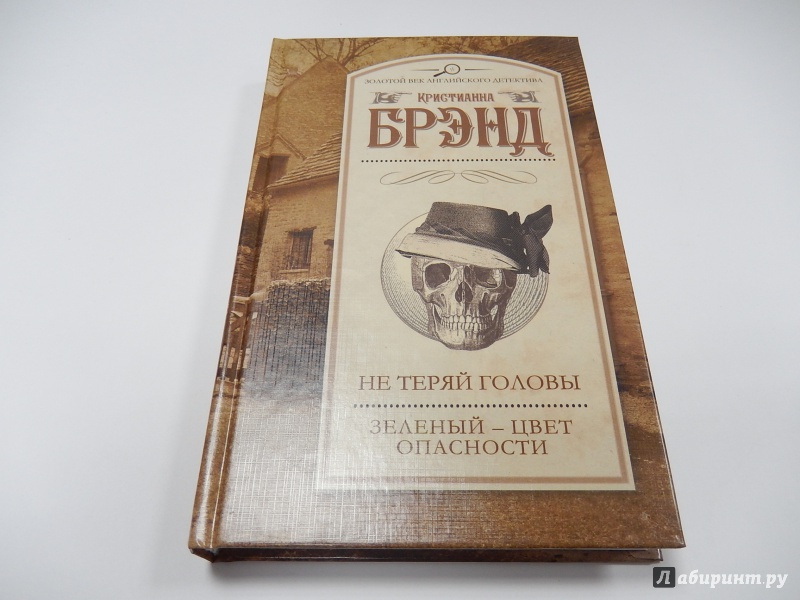 ЗОЛОТОЙ ВЕК АНГЛИЙСКОГО ДЕТЕКТИВА
КРИСТИАННА
БРЭНД
НЕ ТЕРЯЙ ГОЛОВЫ
ЗЕЛЕНЫЙ – ЦВЕТ
ОПАСНОСТИ
Лабиринт.ру